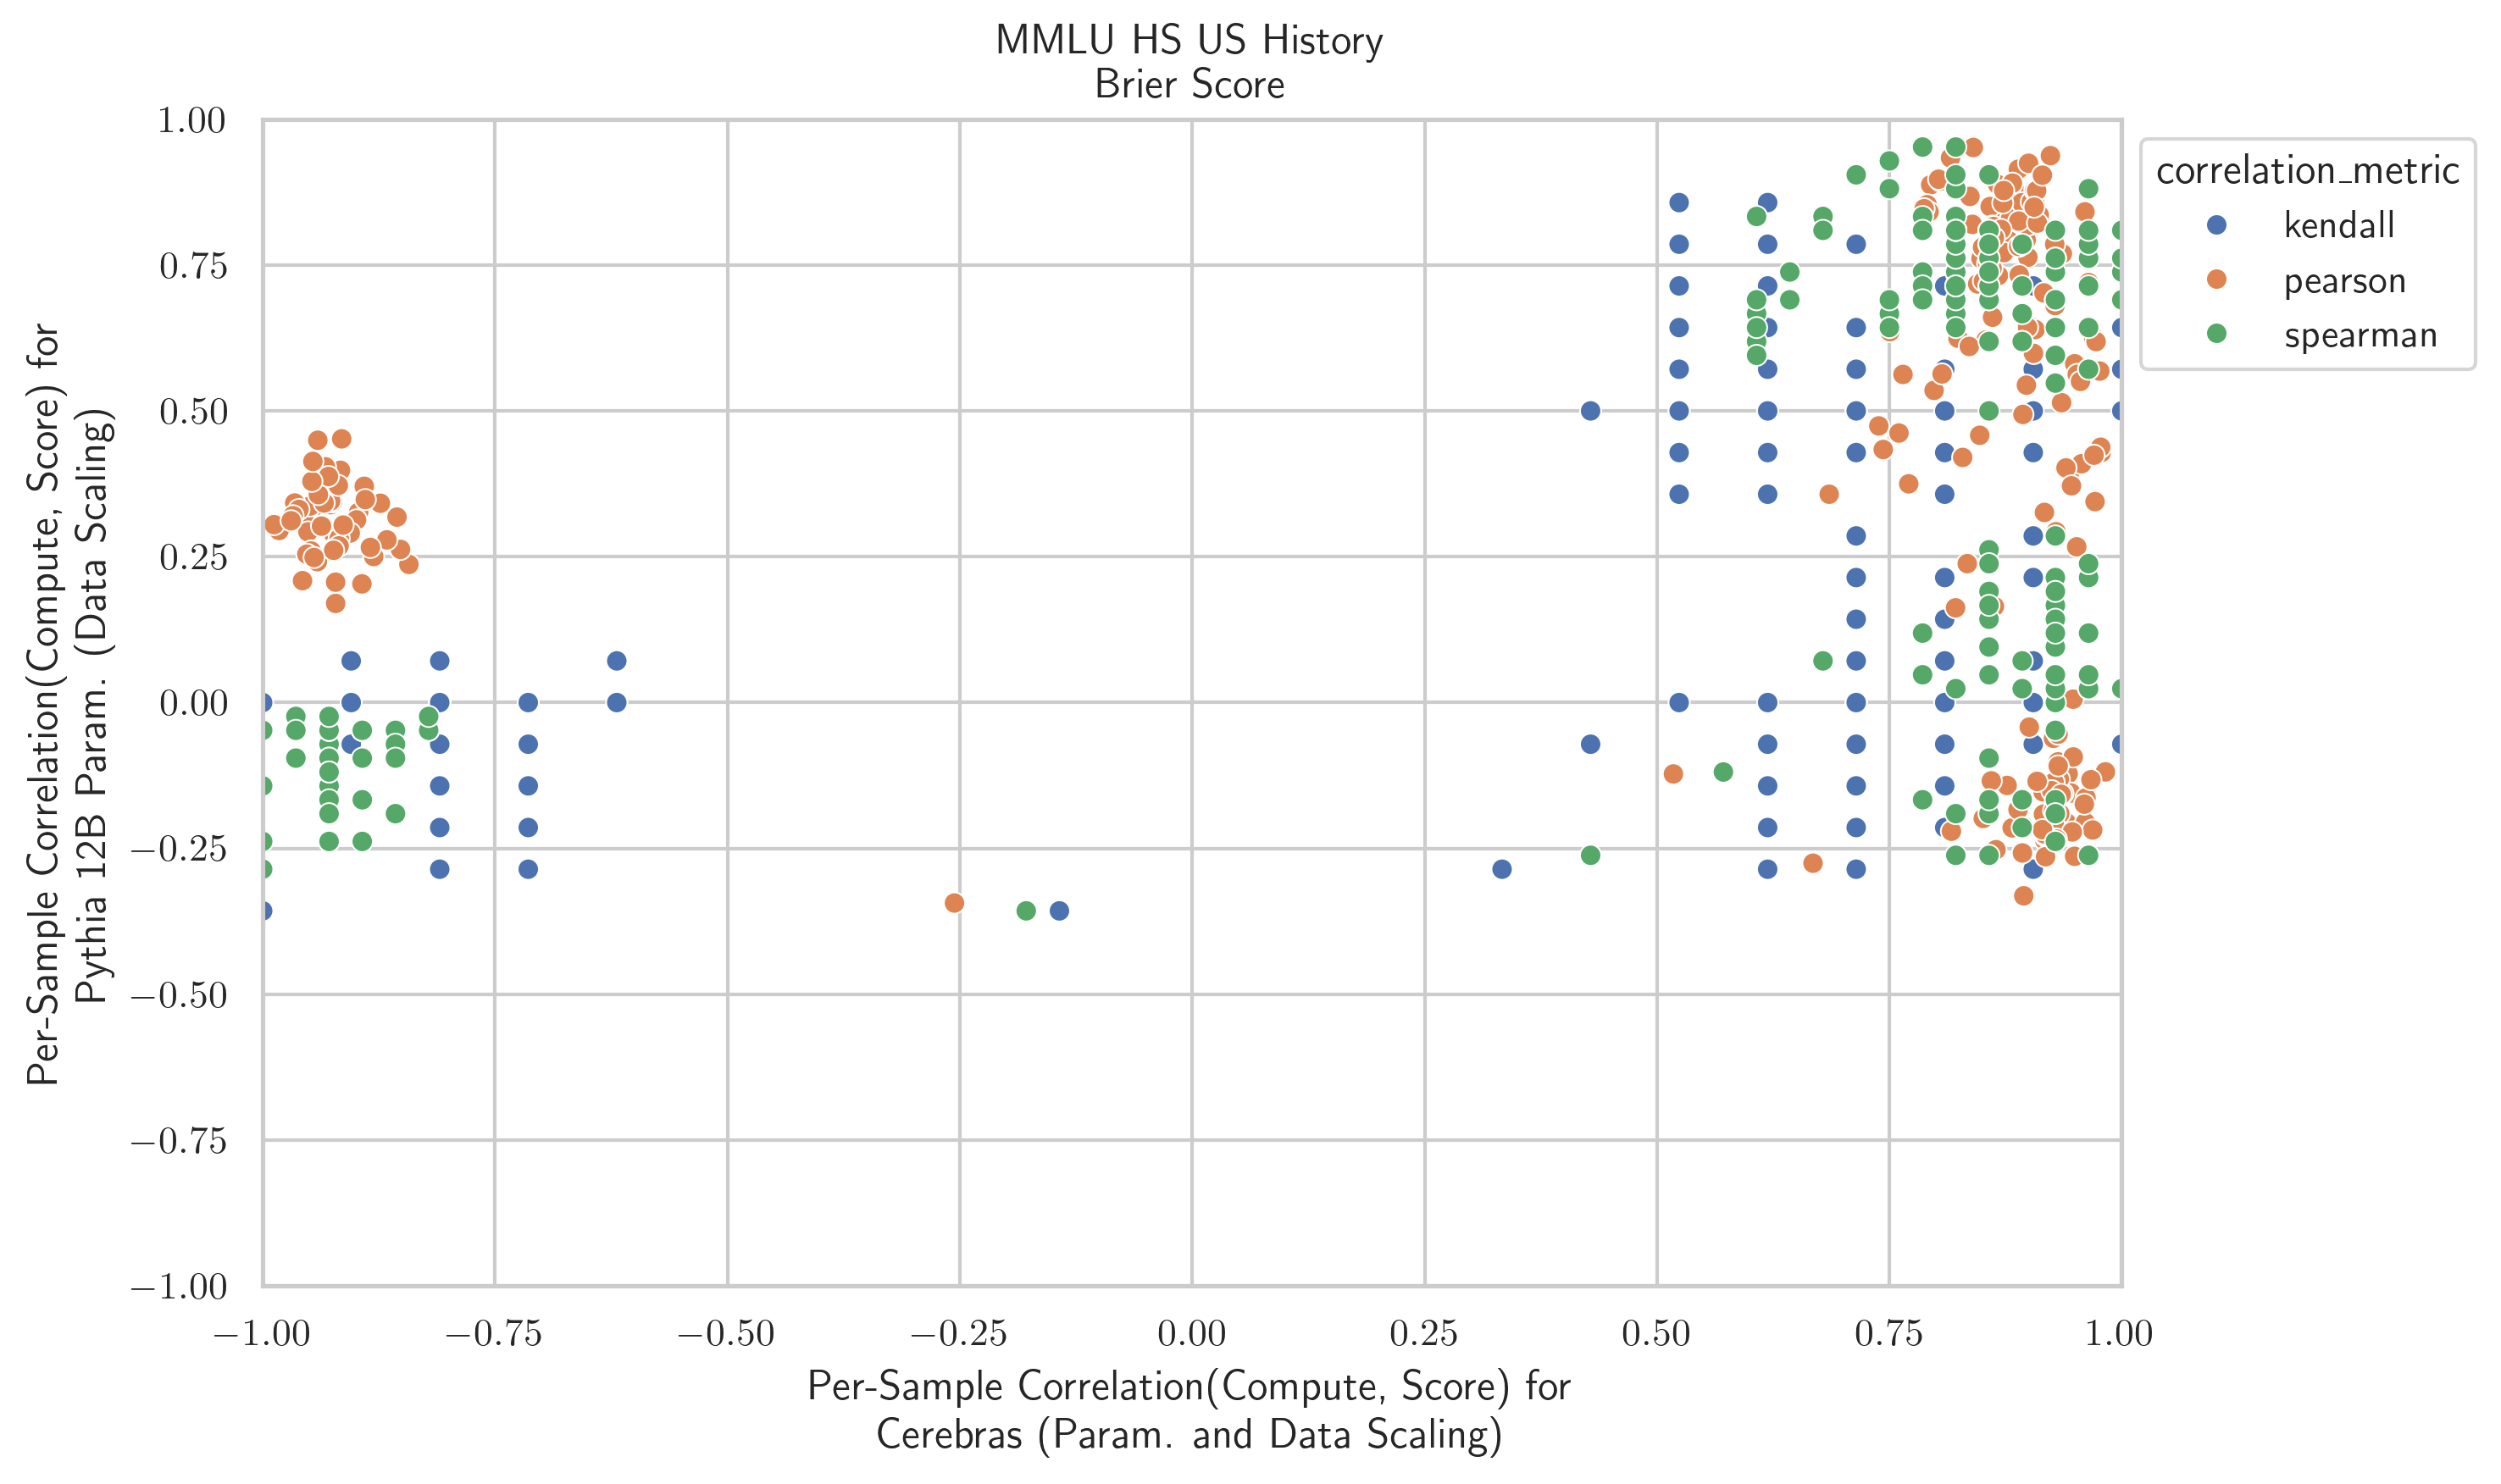 MMLU HS US History
Brier Score
Per-Sample Correlation(Compute, Score) for
Pythia 12B Param. (Data Scaling)
1.00
0.75
0.50
0.25
0.00
−0.25
−0.50
−0.75
−1.00
−1.00 −0.75 −0.50 −0.25 0.00 0.25 0.50 0.75 1.00
Per-Sample Correlation(Compute, Score) for
Cerebras (Param. and Data Scaling)
correlation_metric
kendall
pearson
spearman